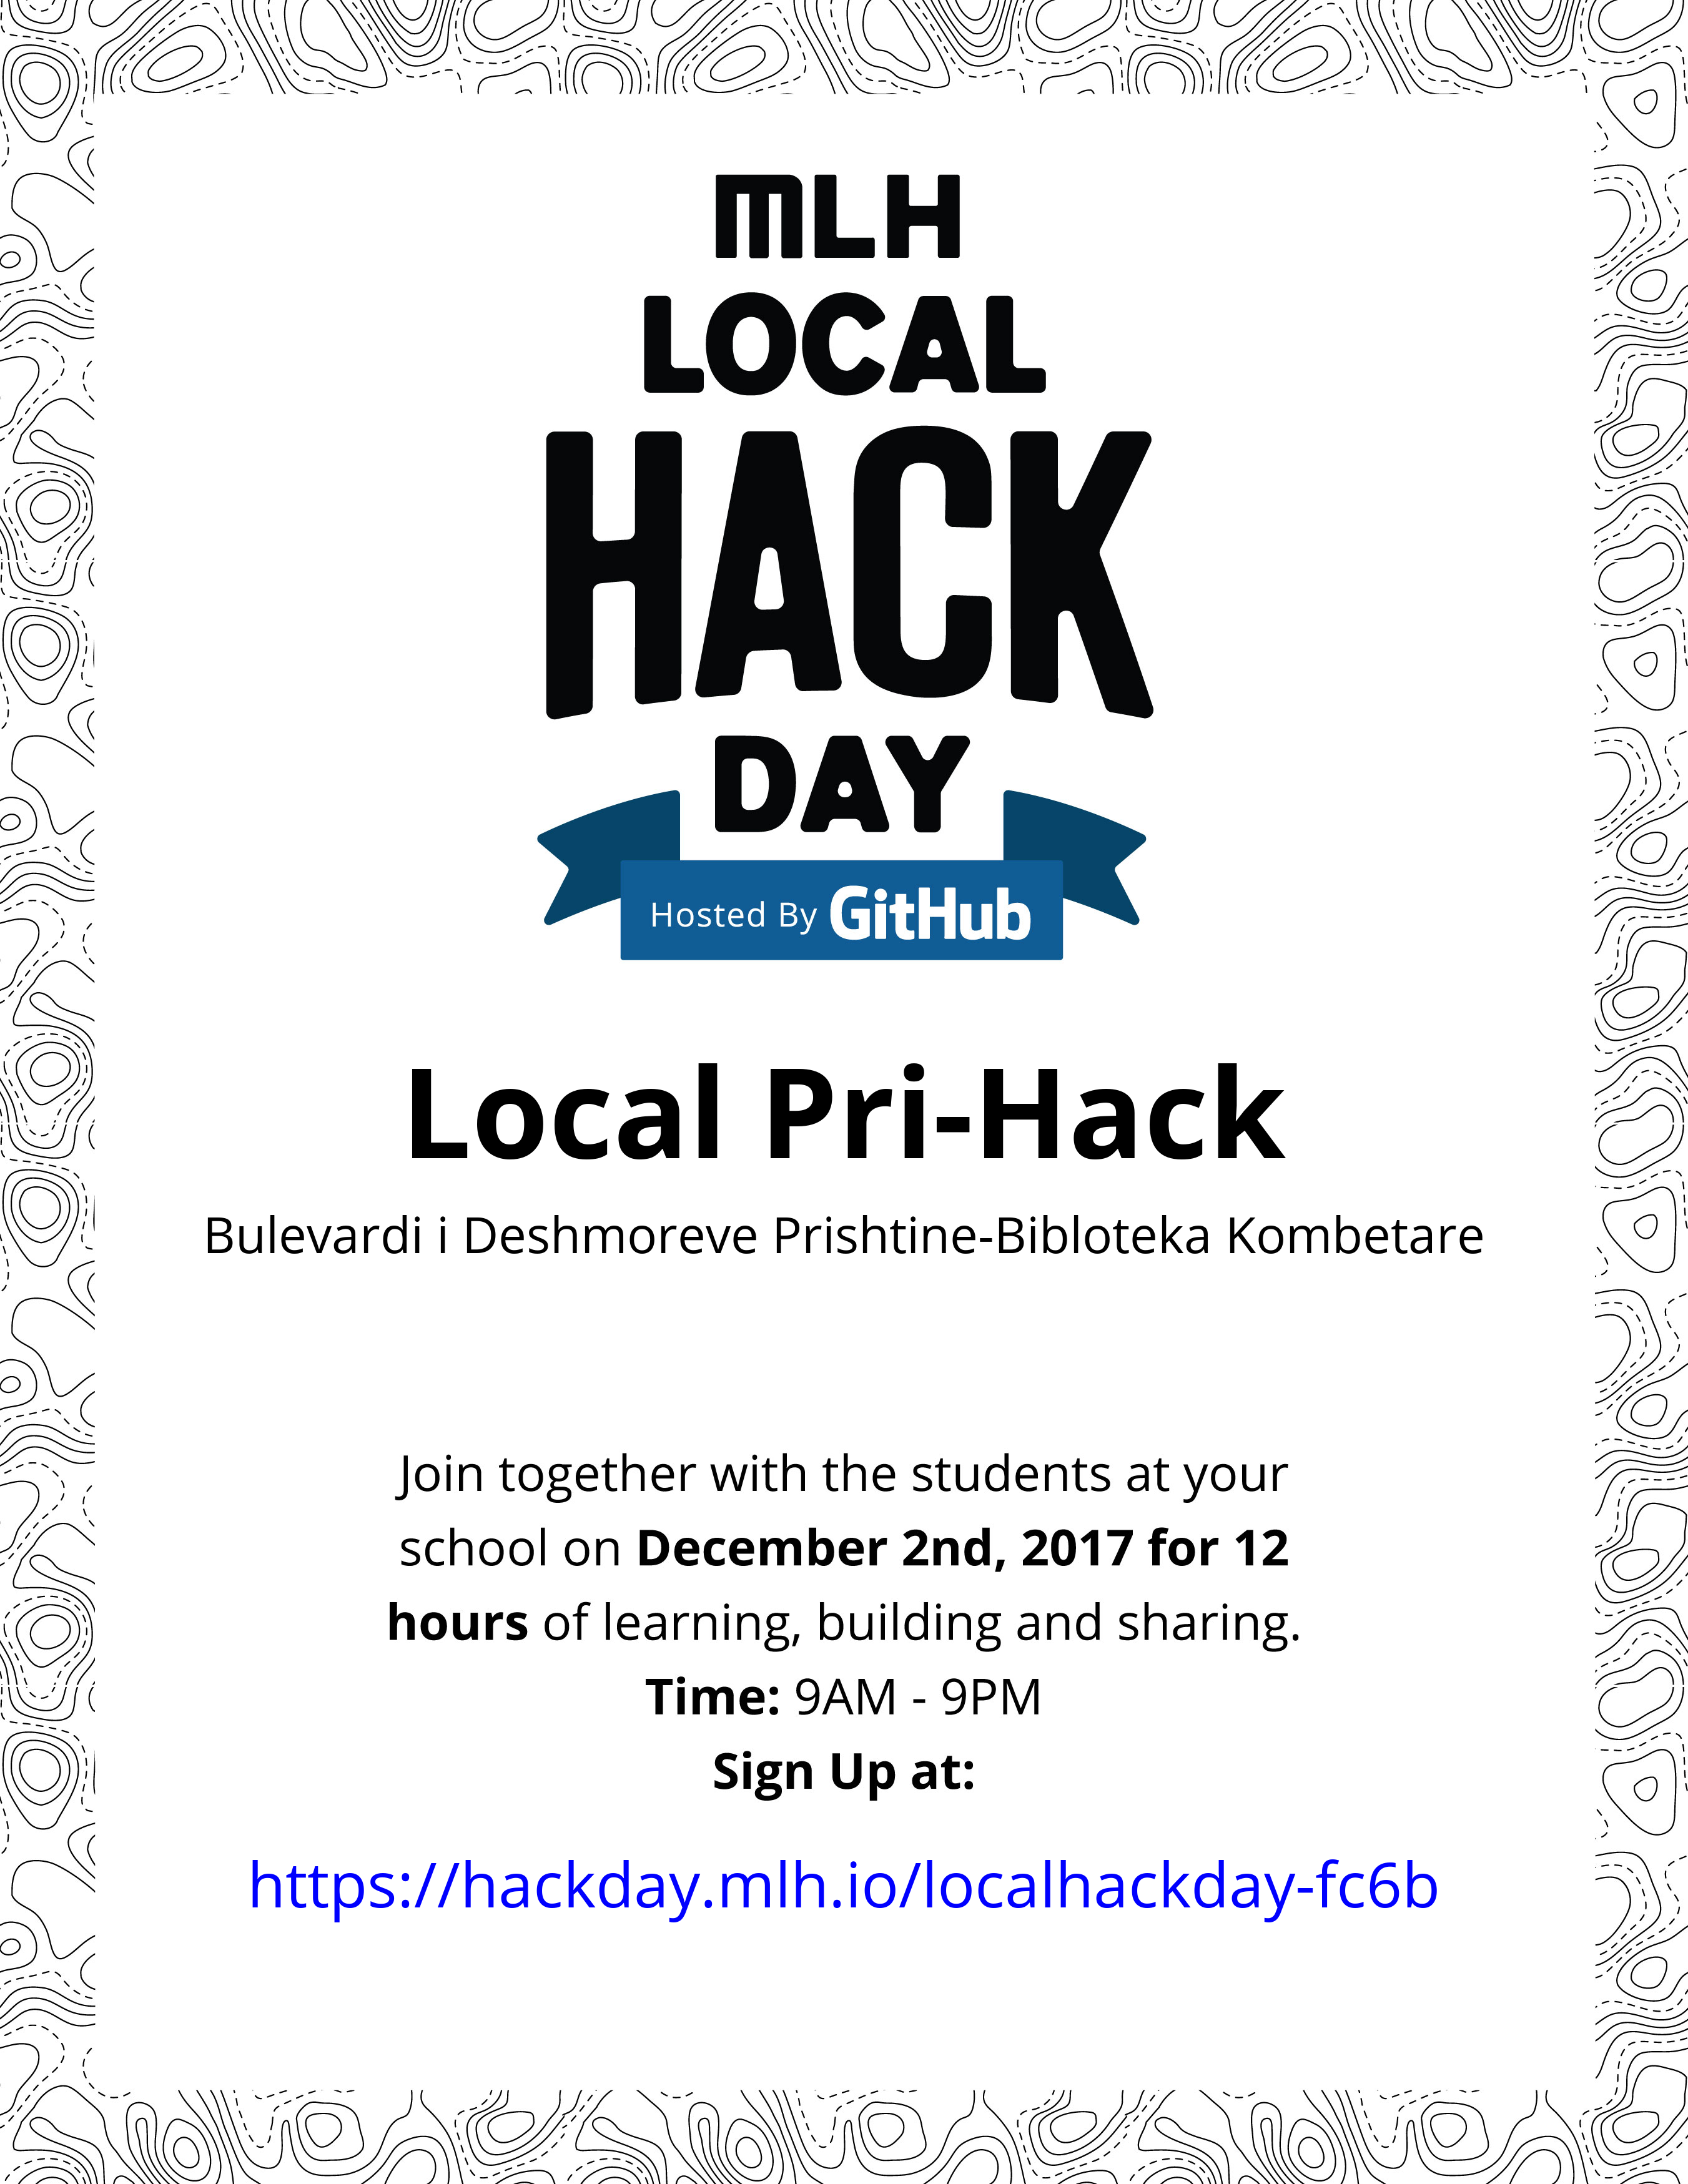 MLH
LOCAL
HACK
DAY
Hosted By GitHub
Local Pri-Hack
Bulevardi i Deshmoreve Prishtine-Bibloteka Kombetare
Join together with the students at your
school on December 2nd, 2017 for 12
hours of learning, building and sharing.
Time: 9AM - 9PM
Sign Up at:
https://hackday.mlh.io/localhackday-fc6b